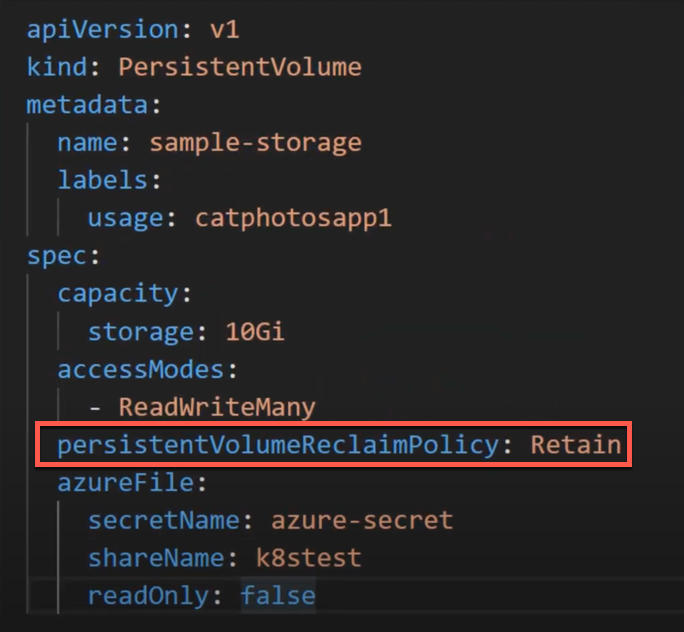 apiVersion: v1
kind: PersistentVolume
metadata:
  name: sample-storage
  labels:
    usage: catphotosapp1
spec:
  capacity:
    storage: 10Gi
  accessModes:
    - ReadWriteMany
  persistentVolumeReclaimPolicy: Retain
  azureFile:
    secretName: azure-secret
    shareName: k8stest
    readOnly: false